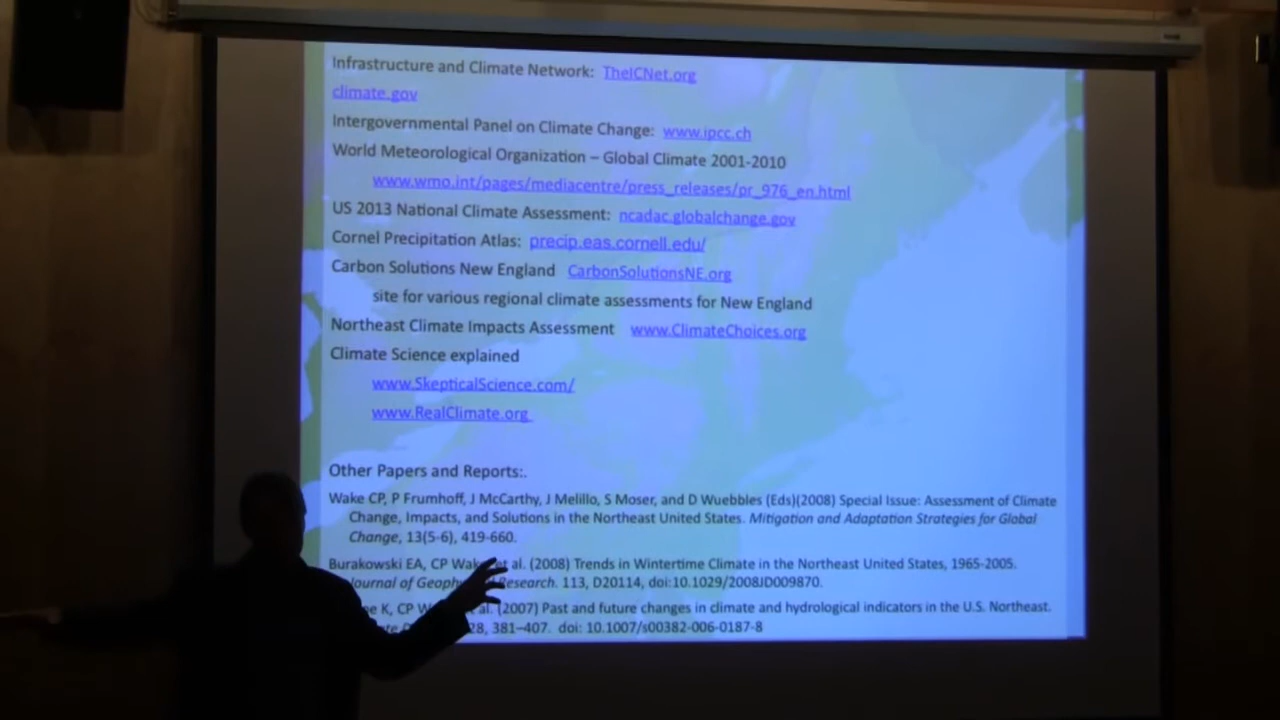 Infrastructure and Climate Network: TheICNet.org
climate.gov
Intergovernmental Panel on Climate Change: www.ipcc.ch
World Meteorological Organization – Global Climate 2001-2010
www.wmo.int/pages/mediacentre/press_releases/pr_976_en.html
US 2013 National Climate Assessment: ncadac.globalchange.gov
Cornel Precipitation Atlas: precip.eas.cornell.edu/
Carbon Solutions New England CarbonSolutionsNE.org
site for various regional climate assessments for New England
Northeast Climate Impacts Assessment www.ClimateChoices.org
Climate Science explained
www.SkepticalScience.com/
www.RealClimate.org
Other Papers and Reports:.
Wake CP, P Frumhoff, J McCarthy, J Melillo, S Moser, and D Wuebbles (Eds)(2008) Special Issue: Assessment of Climate
Change, Impacts, and Solutions in the Northeast United States. Mitigation and Adaptation Strategies for Global
Change, 13(5-6), 419-660.
Burakowski EA, CP et al. (2008) Trends in Wintertime Climate in the Northeast United States, 1965-2005.
Journal of Research. 113, D20114, doi:10.1029/2008JD009870.
K, CP al. (2007) Past and future changes in climate and hydrological indicators in the U.S. Northeast.
28, 381–407. doi: 10.1007/s00382-006-0187-8